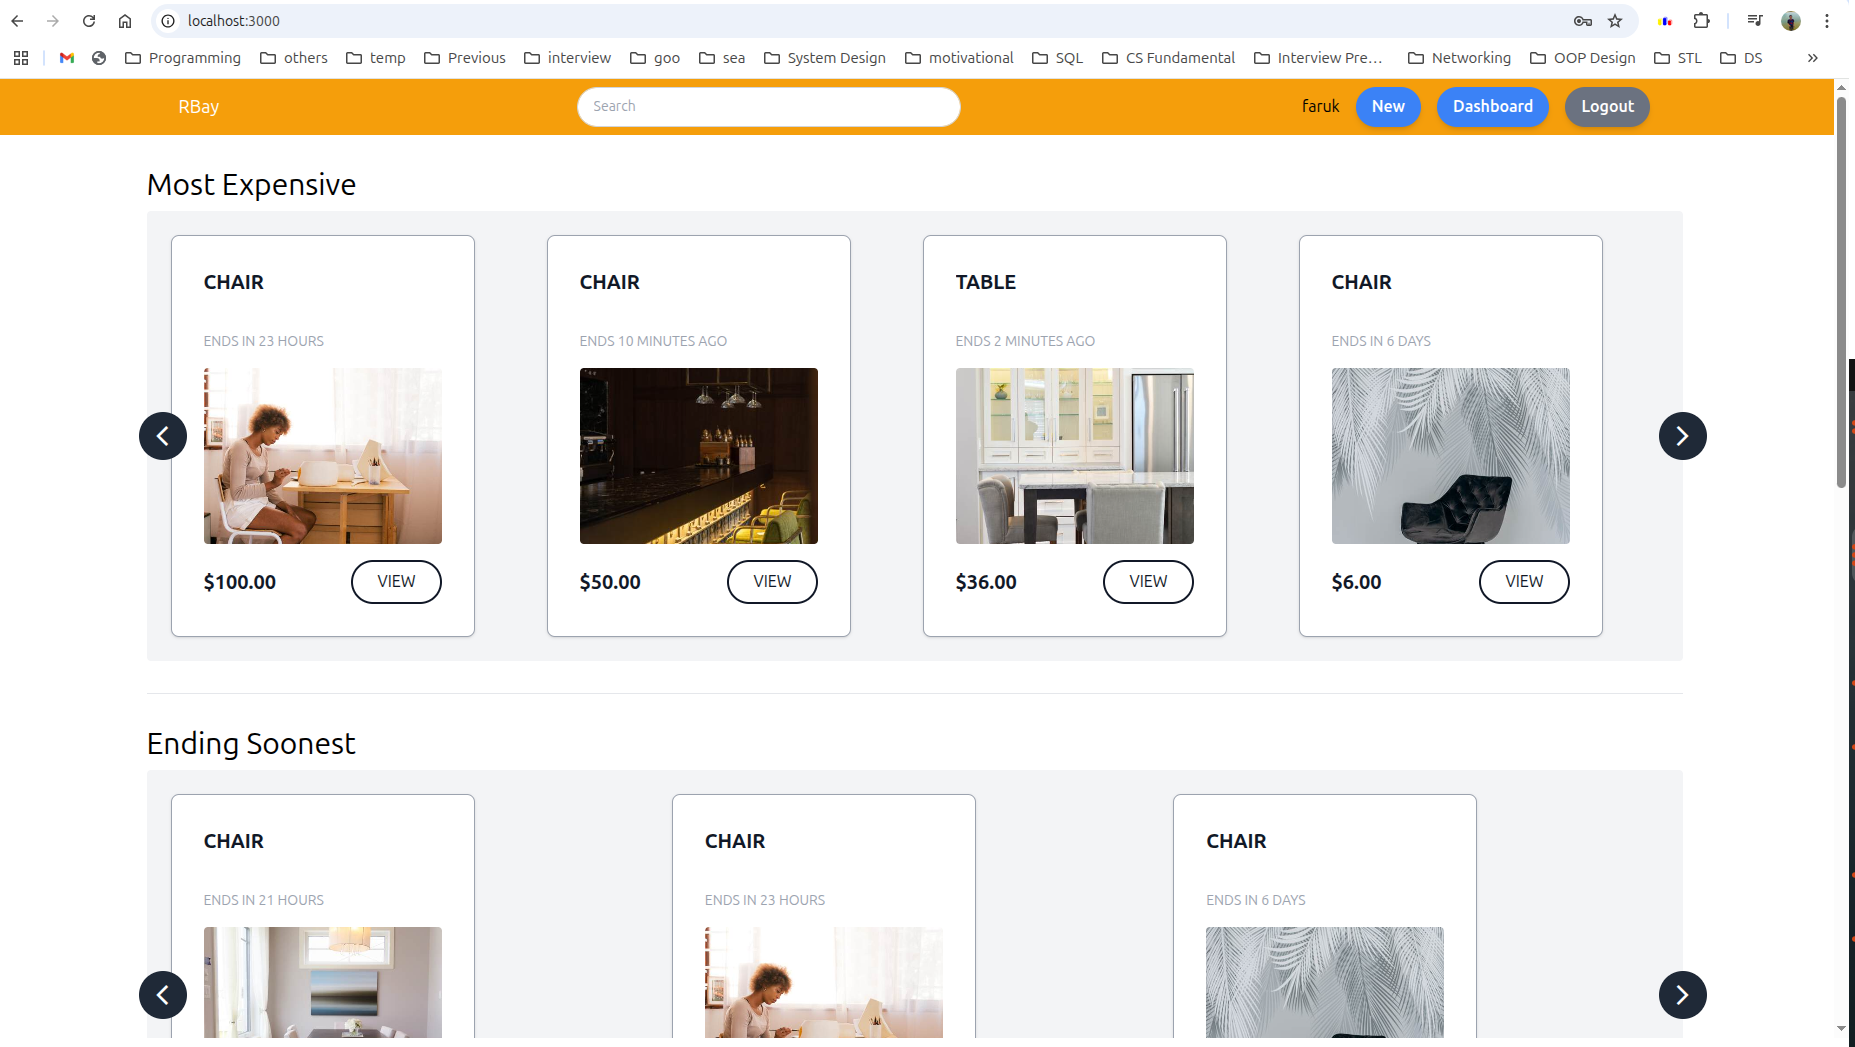 localhost:3000
Programming others temp Previous interview goo sea System Design motivational SQL CS Fundamental Interview Pre... Networking OOP Design STL DS
RBay Search faruk New Dashboard Logout
Most Expensive
CHAIR CHAIR TABLE CHAIR
ENDS IN 23 HOURS ENDS 10 MINUTES AGO ENDS 2 MINUTES AGO ENDS IN 6 DAYS
$100.00 VIEW $50.00 VIEW $36.00 VIEW $6.00 VIEW
Ending Soonest
CHAIR CHAIR CHAIR
ENDS IN 21 HOURS ENDS IN 23 HOURS ENDS IN 6 DAYS